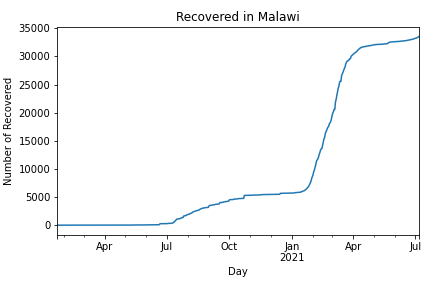 Recovered in Malawi
Number of Recovered
35000
30000
25000
20000
15000
10000
5000
0
Apr
Jul
Oct
Jan
2021
Apr
Jul
Day